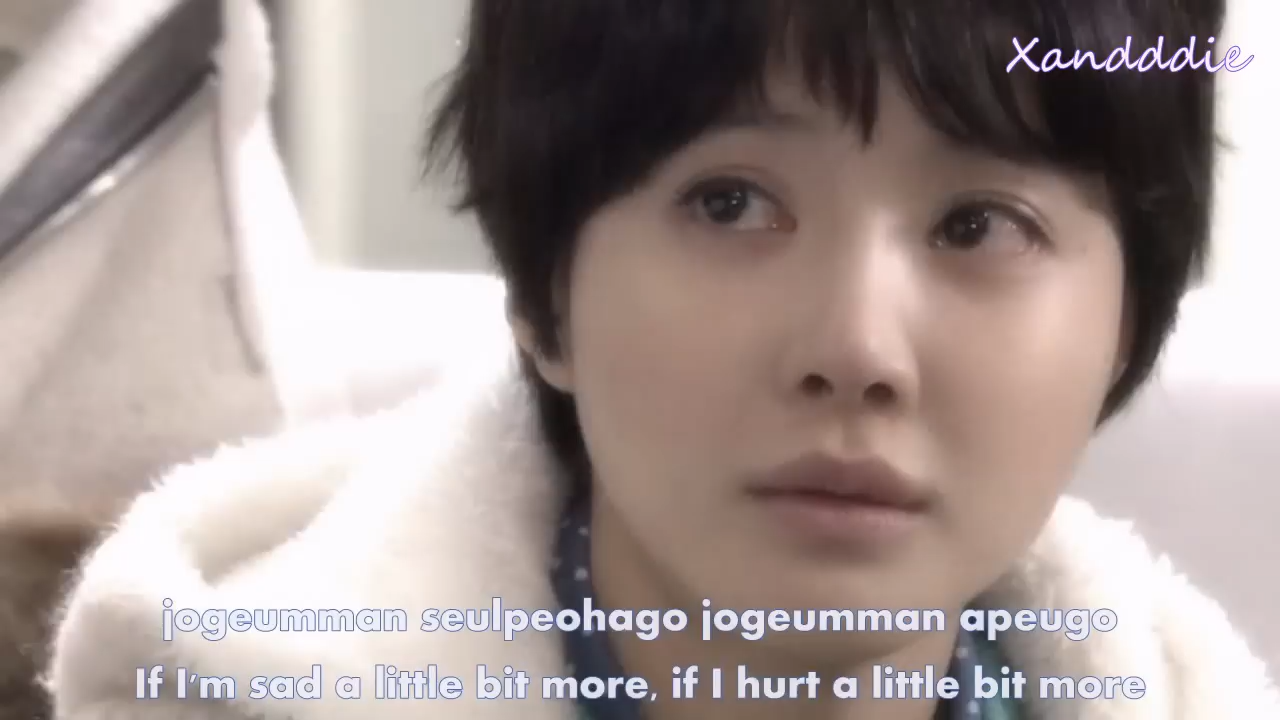 Xandddie
jogeumman seulpeohago jogeumman apeugo
If I'm sad a little bit more, if I hurt a little bit more